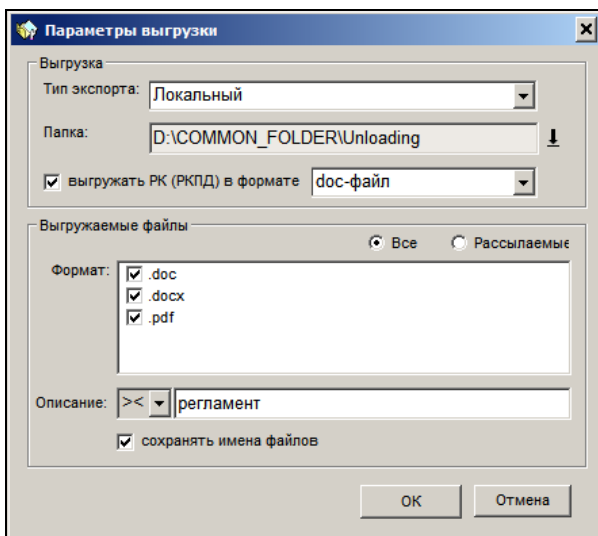 Параметры выгрузки
Выгрузка
Тип экспорта: Локальный
Папка: D:\COMMON_FOLDER\Unloading
выгружать РК (РКПД) в формате doc-файл
Выгружаемые файлы
Все Рассылаемые
Формат: .doc
.docx
.pdf
Описание: >< регламент
сохранять имена файлов
ОК Отмена